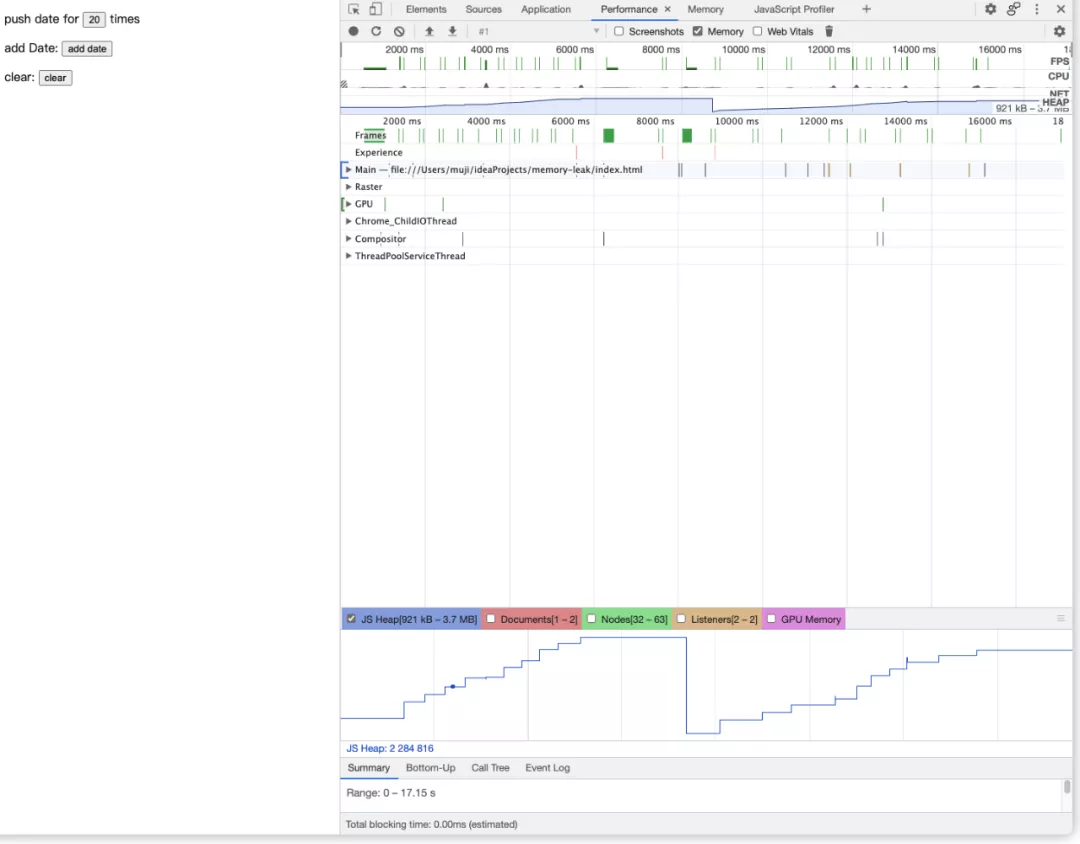 push date for 20 times
add Date: add date
clear: clear
Elements Sources Application Performance × Memory JavaScript Profiler +
#1 Screenshots Memory Web Vitals
2000 ms 4000 ms 6000 ms 8000 ms 10000 ms 12000 ms 14000 ms 16000 ms
FPS
CPU
NET
HEAP
921 kB – 3.7 MB
2000 ms 4000 ms 6000 ms 8000 ms 10000 ms 12000 ms 14000 ms 16000 ms 18
Frames
Experience
Main — file:///Users/muji/ideaProjects/memory-leak/index.html
Raster
GPU
Chrome_ChildIOThread
Compositor
ThreadPoolServiceThread
JS Heap[921 kB – 3.7 MB] Documents[1 – 2] Nodes[32 – 63] Listeners[2 – 2] GPU Memory
JS Heap: 2 284 816
Summary Bottom-Up Call Tree Event Log
Range: 0 – 17.15 s
Total blocking time: 0.00ms (estimated)